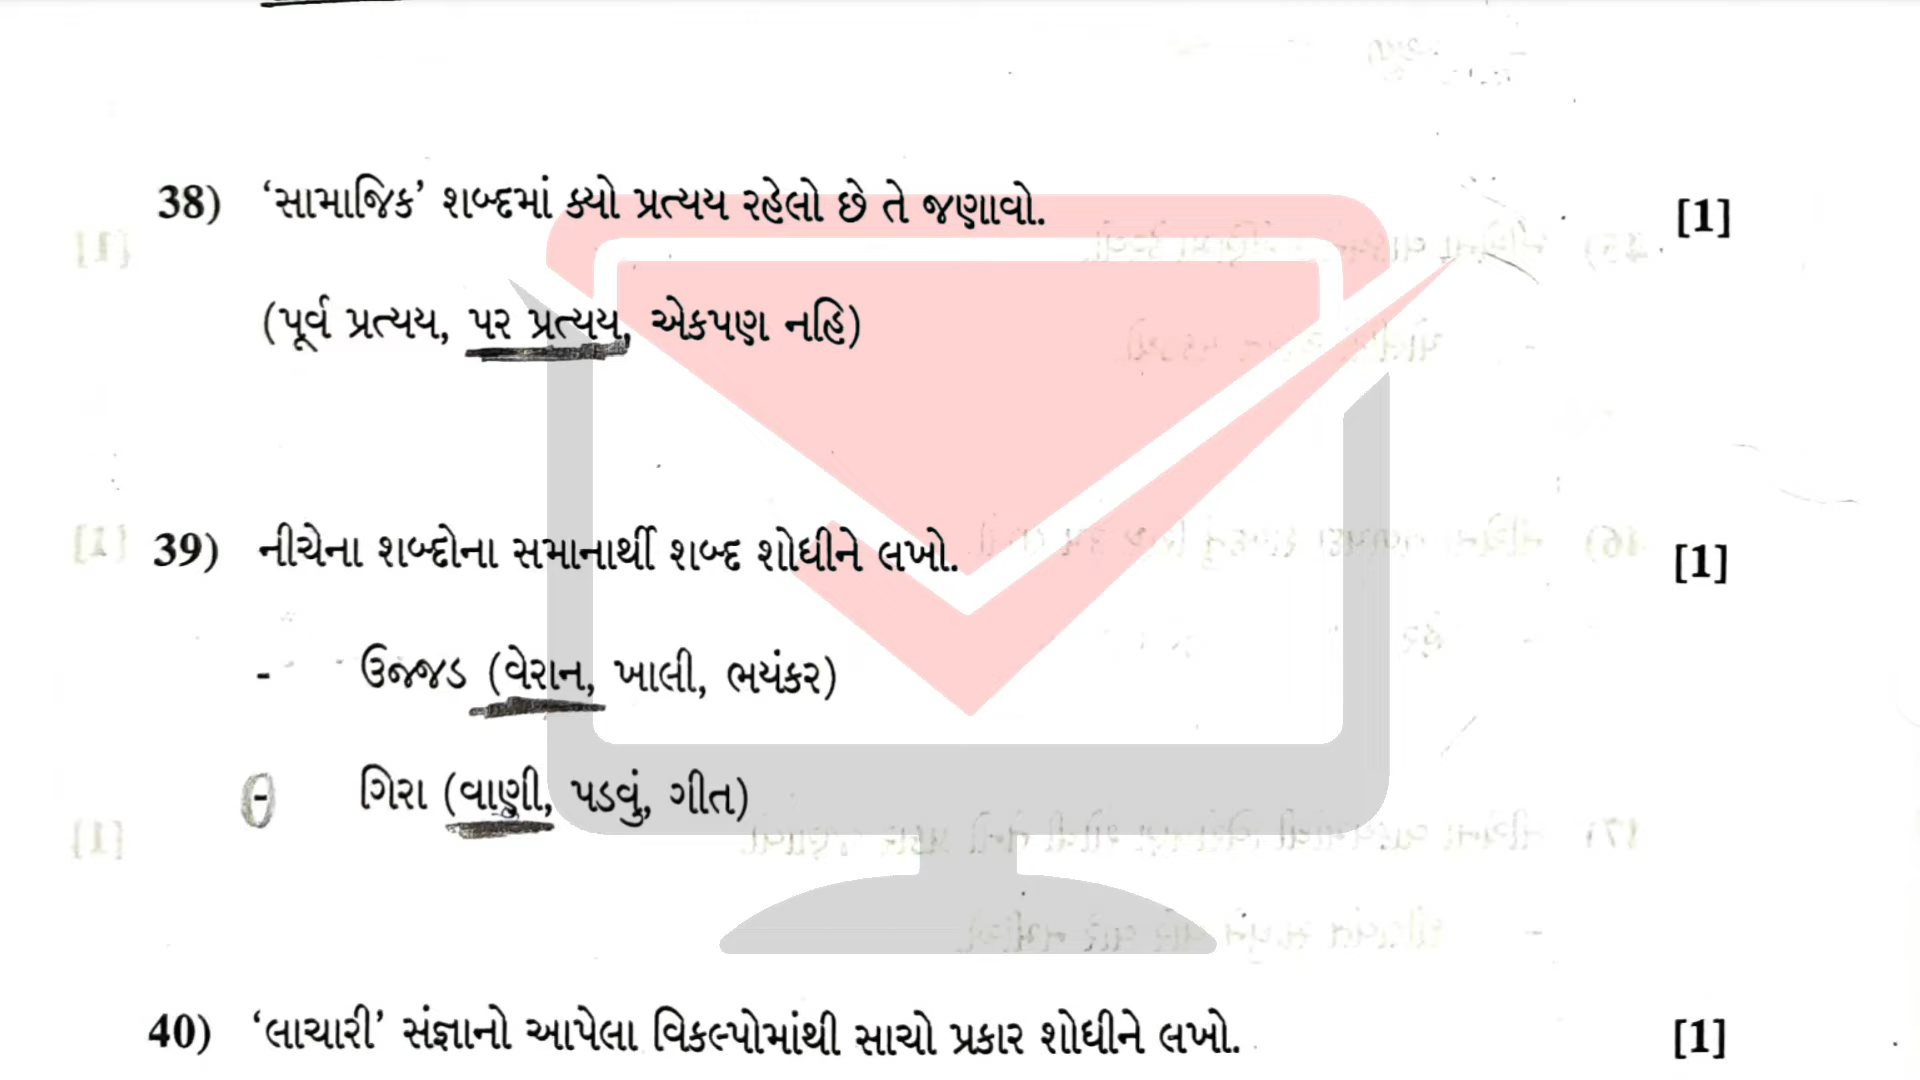 38) ‘સામાજિક’ શબ્દમાં ક્યો પ્રત્યય રહેલો છે તે જણાવો. [1]
(પૂર્વ પ્રત્યય, પર પ્રત્યય, એકપણ નહિ)
39) નીચેના શબ્દોના સમાનાર્થી શબ્દ શોધીને લખો. [1]
- ઉજ્જડ (વેરાન, ખાલી, ભયંકર)
- ગિરા (વાણી, પડવું, ગીત)
40) ‘લાચારી’ સંજ્ઞાનો આપેલા વિકલ્પોમાંથી સાચો પ્રકાર શોધીને લખો. [1]